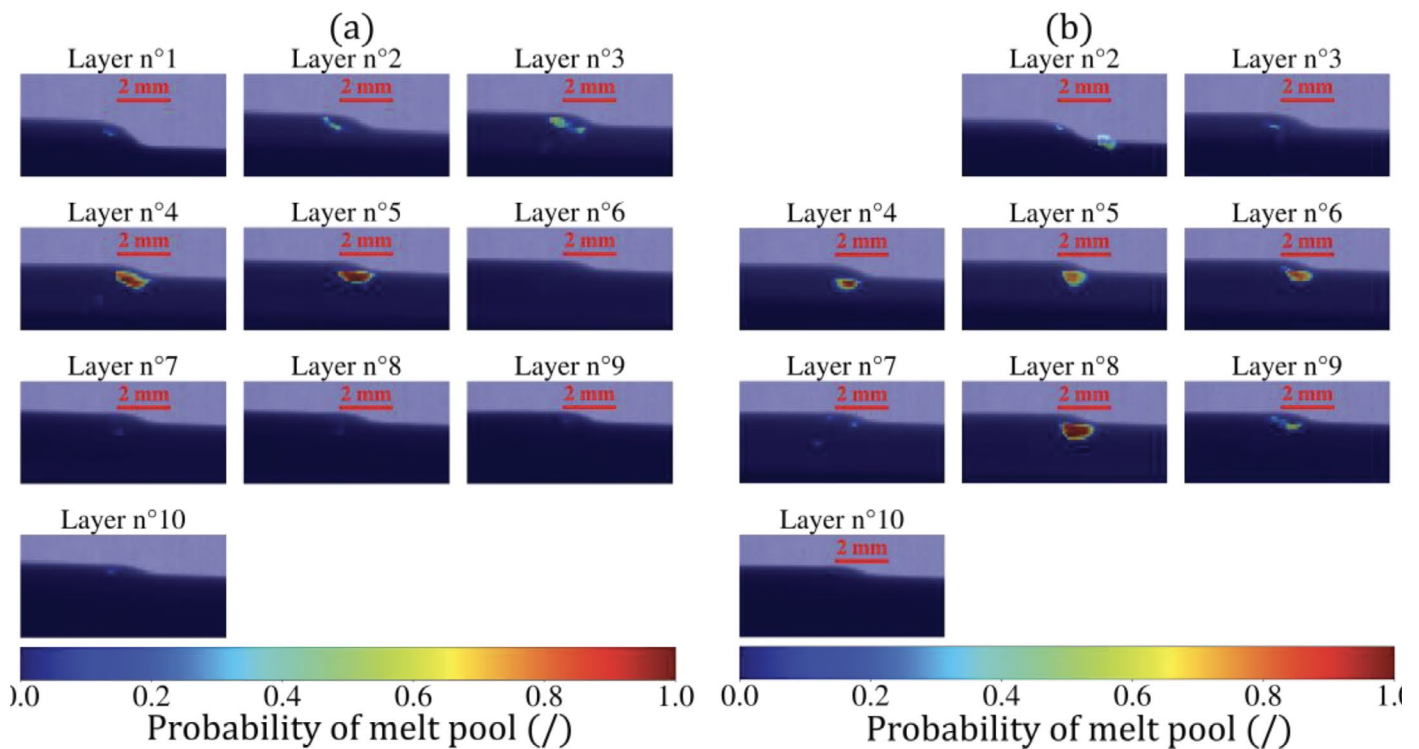 (a)
Layer n°1 Layer n°2 Layer n°3
2 mm 2 mm 2 mm
Layer n°4 Layer n°5 Layer n°6
2 mm 2 mm 2 mm
Layer n°7 Layer n°8 Layer n°9
2 mm 2 mm 2 mm
Layer n°10
0.0 0.2 0.4 0.6 0.8 1.0
Probability of melt pool (/)
(b)
Layer n°2 Layer n°3
2 mm 2 mm
Layer n°4 Layer n°5 Layer n°6
2 mm 2 mm 2 mm
Layer n°7 Layer n°8 Layer n°9
2 mm 2 mm 2 mm
Layer n°10
2 mm
0.0 0.2 0.4 0.6 0.8 1.0
Probability of melt pool (/)